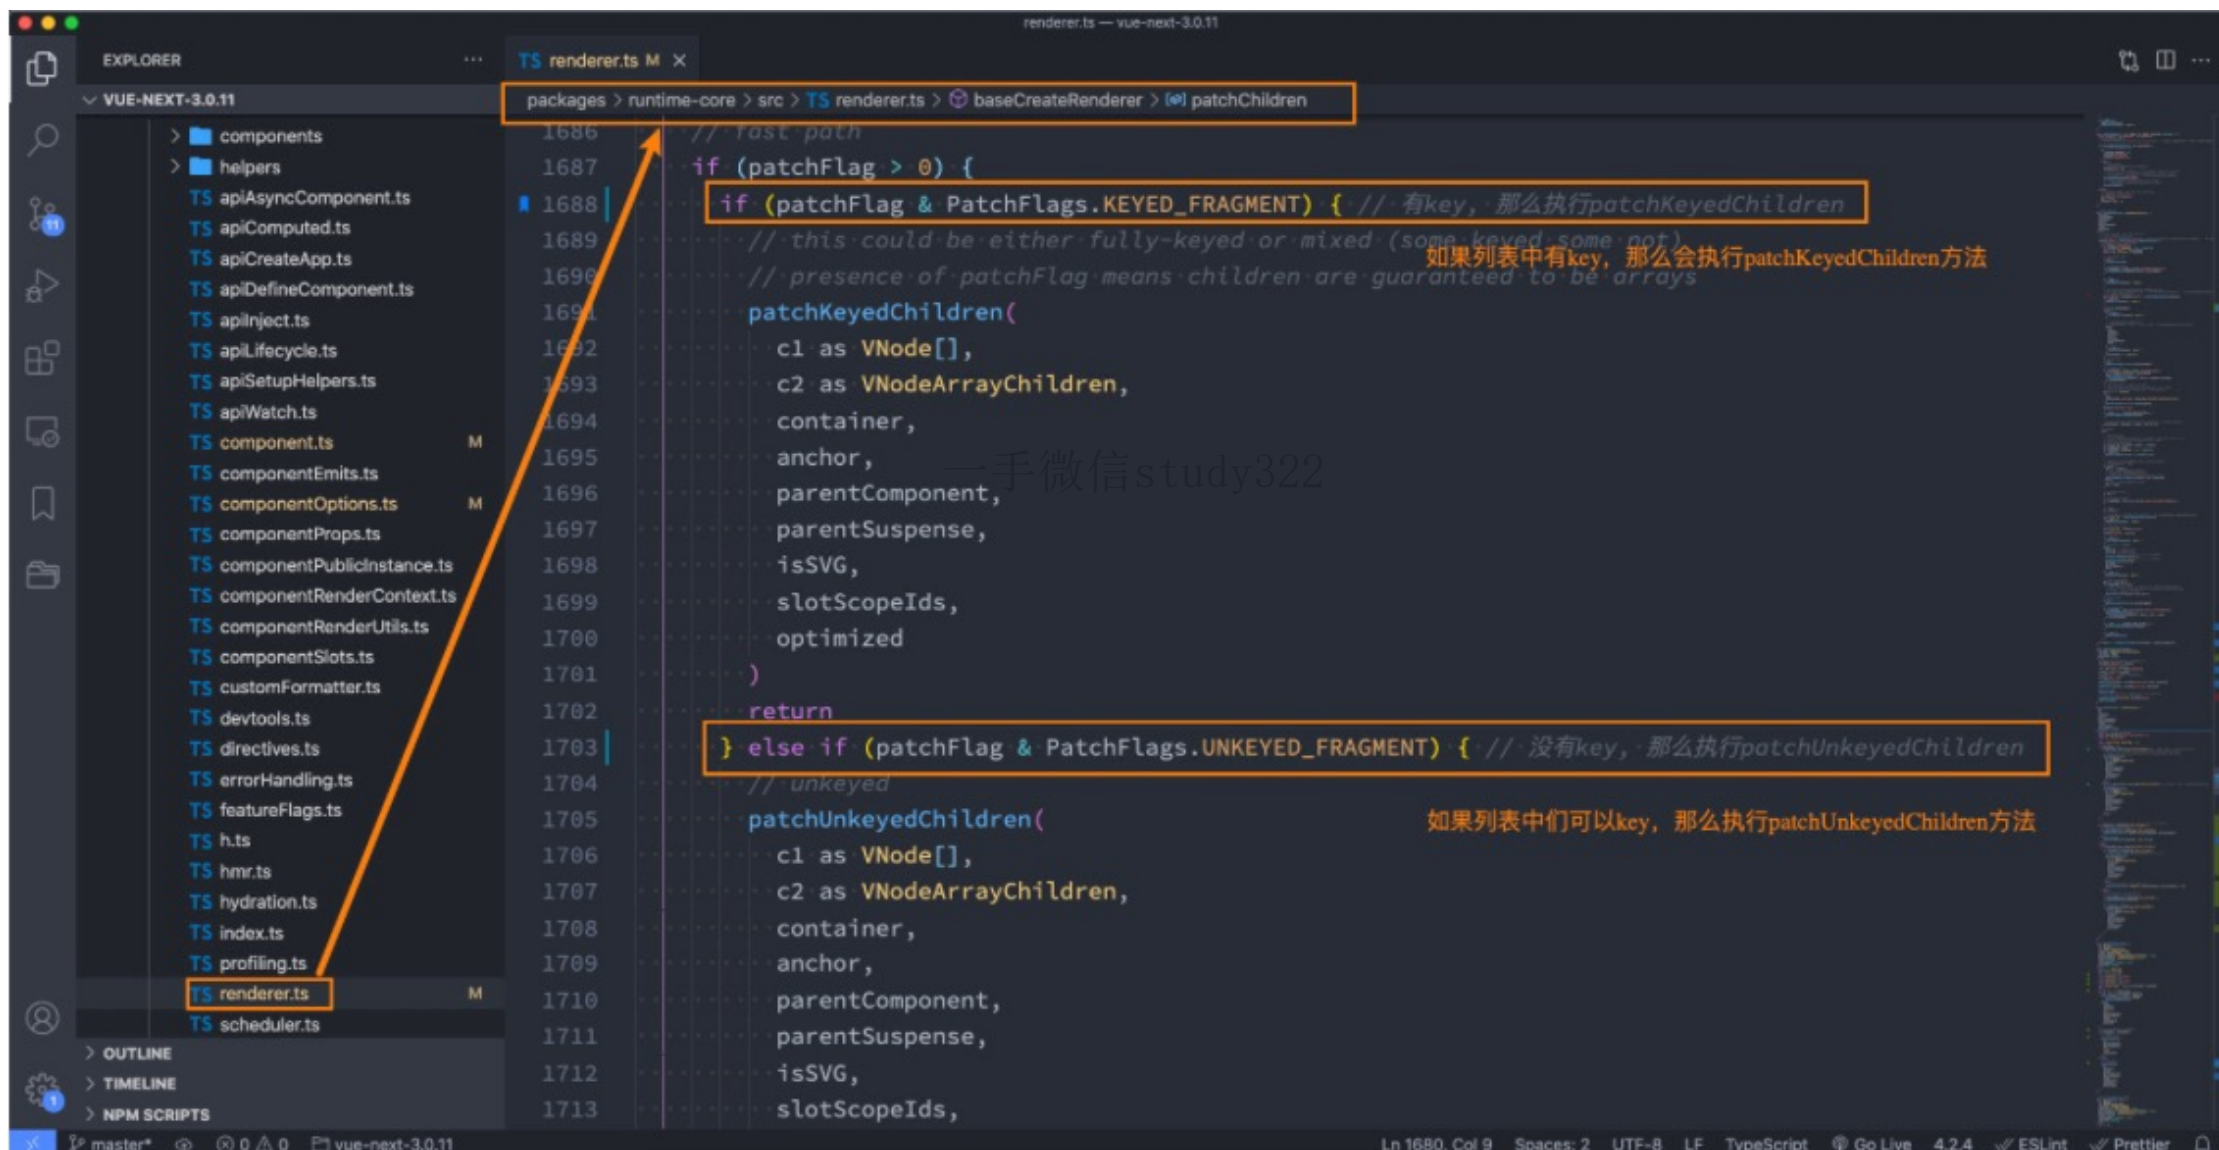 renderer.ts — vue-next-3.0.11
EXPLORER
TS renderer.ts M
VUE-NEXT-3.0.11
packages > runtime-core > src > TS renderer.ts > baseCreateRenderer > patchChildren
components
helpers
TS apiAsyncComponent.ts
TS apiComputed.ts
TS apiCreateApp.ts
TS apiDefineComponent.ts
TS apiInject.ts
TS apiLifecycle.ts
TS apiSetupHelpers.ts
TS apiWatch.ts
TS component.ts M
TS componentEmits.ts
TS componentOptions.ts M
TS componentProps.ts
TS componentPublicInstance.ts
TS componentRenderContext.ts
TS componentRenderUtils.ts
TS componentSlots.ts
TS customFormatter.ts
TS devtools.ts
TS directives.ts
TS errorHandling.ts
TS featureFlags.ts
TS h.ts
TS hmr.ts
TS hydration.ts
TS index.ts
TS profiling.ts
TS renderer.ts M
TS scheduler.ts
OUTLINE
TIMELINE
NPM SCRIPTS
11
1
1686 // fast path
1687 if (patchFlag > 0) {
1688 if (patchFlag & PatchFlags.KEYED_FRAGMENT) { // 有key, 那么执行patchKeyedChildren
1689 // this could be either fully-keyed or mixed (some keyed some not)
如果列表中有key，那么会执行patchKeyedChildren方法
1690 // presence of patchFlag means children are guaranteed to be arrays
1691 patchKeyedChildren(
1692 c1 as VNode[],
1693 c2 as VNodeArrayChildren,
1694 container,
1695 anchor,
一手微信study322
1696 parentComponent,
1697 parentSuspense,
1698 isSVG,
1699 slotScopeIds,
1700 optimized
1701 )
1702 return
1703 } else if (patchFlag & PatchFlags.UNKEYED_FRAGMENT) { // 没有key, 那么执行patchUnkeyedChildren
1704 // unkeyed
1705 patchUnkeyedChildren(
如果列表中们可以key，那么执行patchUnkeyedChildren方法
1706 c1 as VNode[],
1707 c2 as VNodeArrayChildren,
1708 container,
1709 anchor,
1710 parentComponent,
1711 parentSuspense,
1712 isSVG,
1713 slotScopeIds,
master* 0 0 vue-next-3.0.11 Ln 1680, Col 9 Spaces: 2 UTF-8 LF TypeScript Go Live 4.2.4 ESLint Prettier